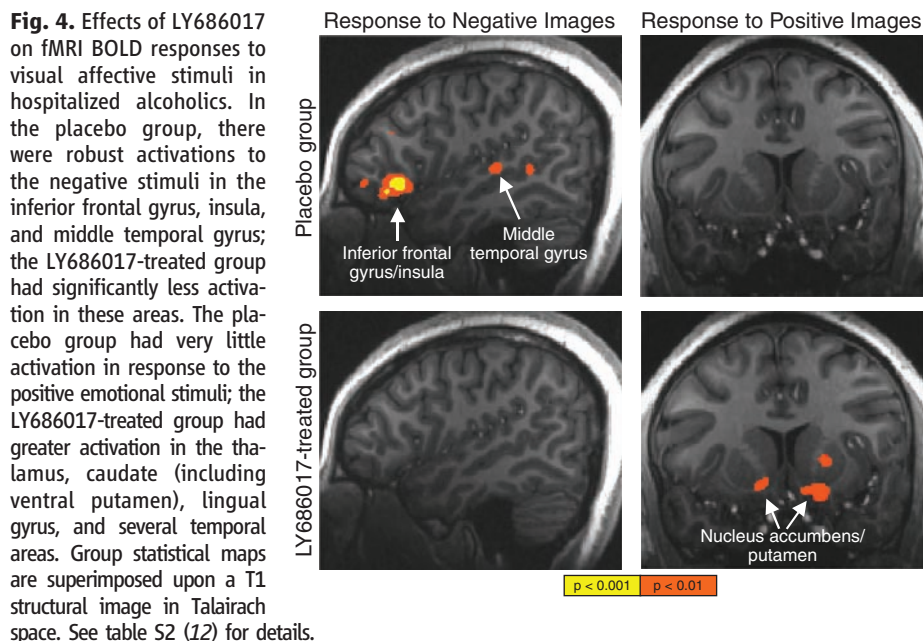 Fig. 4. Effects of LY686017
on fMRI BOLD responses to
visual affective stimuli in
hospitalized alcoholics. In
the placebo group, there
were robust activations to
the negative stimuli in the
inferior frontal gyrus, insula,
and middle temporal gyrus;
the LY686017-treated group
had significantly less activa-
tion in these areas. The pla-
cebo group had very little
activation in response to the
positive emotional stimuli; the
LY686017-treated group had
greater activation in the tha-
lamus, caudate (including
ventral putamen), lingual
gyrus, and several temporal
areas. Group statistical maps
are superimposed upon a T1
structural image in Talairach
space. See table S2 (12) for details.
Response to Negative Images
Response to Positive Images
Placebo group
Inferior frontal
gyrus/insula
Middle
temporal gyrus
LY686017-treated group
Nucleus accumbens/
putamen
p < 0.001
p < 0.01